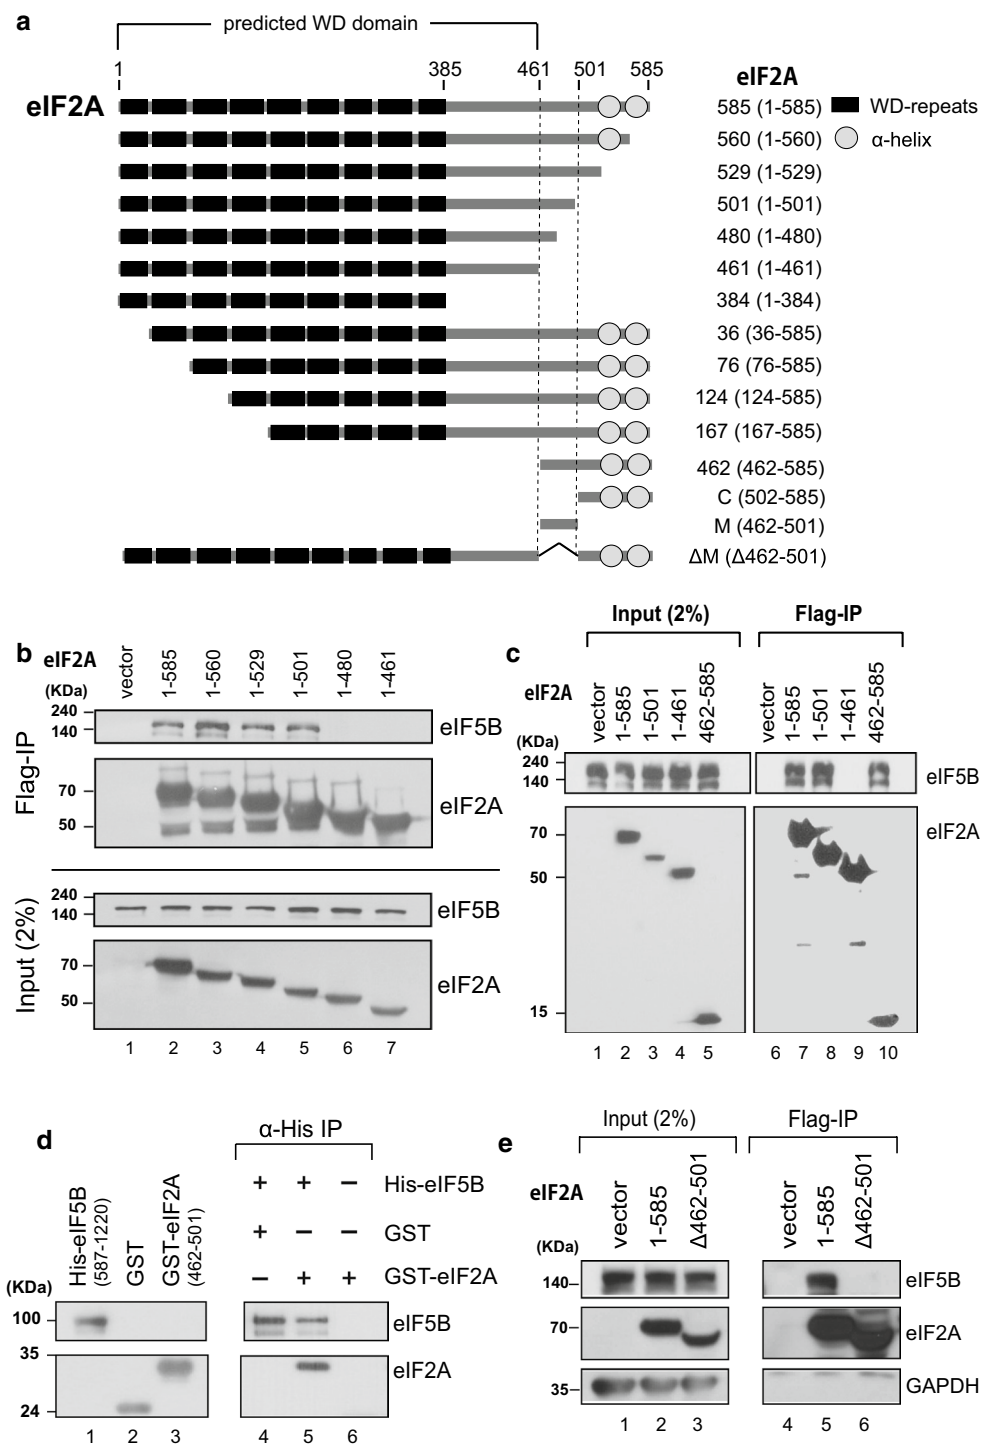 a
predicted WD domain
1 385 461 501 585
eIF2A
eIF2A
585 (1-585)
560 (1-560)
529 (1-529)
501 (1-501)
480 (1-480)
461 (1-461)
384 (1-384)
36 (36-585)
76 (76-585)
124 (124-585)
167 (167-585)
462 (462-585)
C (502-585)
M (462-501)
ΔM (Δ462-501)
WD-repeats
α-helix
b
eIF2A
(KDa)
vector 1-585 1-560 1-529 1-501 1-480 1-461
Flag-IP
240
140
eIF5B
70
50
eIF2A
Input (2%)
240
140
eIF5B
70
50
eIF2A
1 2 3 4 5 6 7
c
Input (2%) Flag-IP
eIF2A
(KDa)
vector 1-585 1-501 1-461 462-585 vector 1-585 1-501 1-461 462-585
240
140
eIF5B
70
50
15
eIF2A
1 2 3 4 5 6 7 8 9 10
d
α-His IP
His-eIF5B
(587-1220)
GST
GST-eIF2A
(462-501)
+ + − His-eIF5B
+ − − GST
− + + GST-eIF2A
(KDa)
100
eIF5B
35
24
eIF2A
1 2 3 4 5 6
e
Input (2%) Flag-IP
eIF2A
(KDa)
vector 1-585 Δ462-501 vector 1-585 Δ462-501
140
eIF5B
70
eIF2A
35
GAPDH
1 2 3 4 5 6